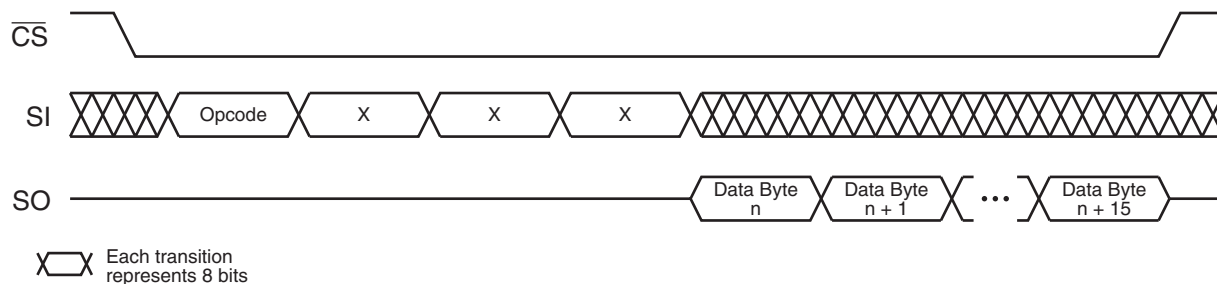 CS
SI
Opcode
X
X
X
SO
Data Byte
n
Data Byte
n + 1
•••
Data Byte
n + 15
Each transition
represents 8 bits